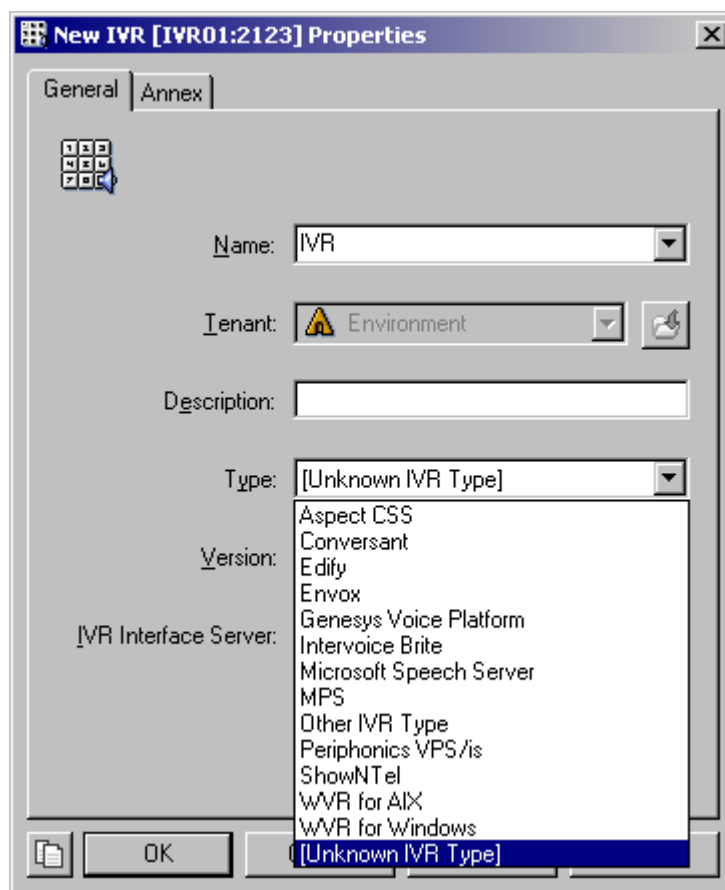 New IVR [IVR01:2123] Properties
General Annex
Name: IVR
Tenant: Environment
Description:
Type: [Unknown IVR Type]
Aspect CSS
Conversant
Version:
Edify
Envox
Genesys Voice Platform
IVR Interface Server:
Intervoice Brite
Microsoft Speech Server
MPS
Other IVR Type
Periphonics VPS/is
ShowNTel
WVR for AIX
WVR for Windows
[Unknown IVR Type]
OK